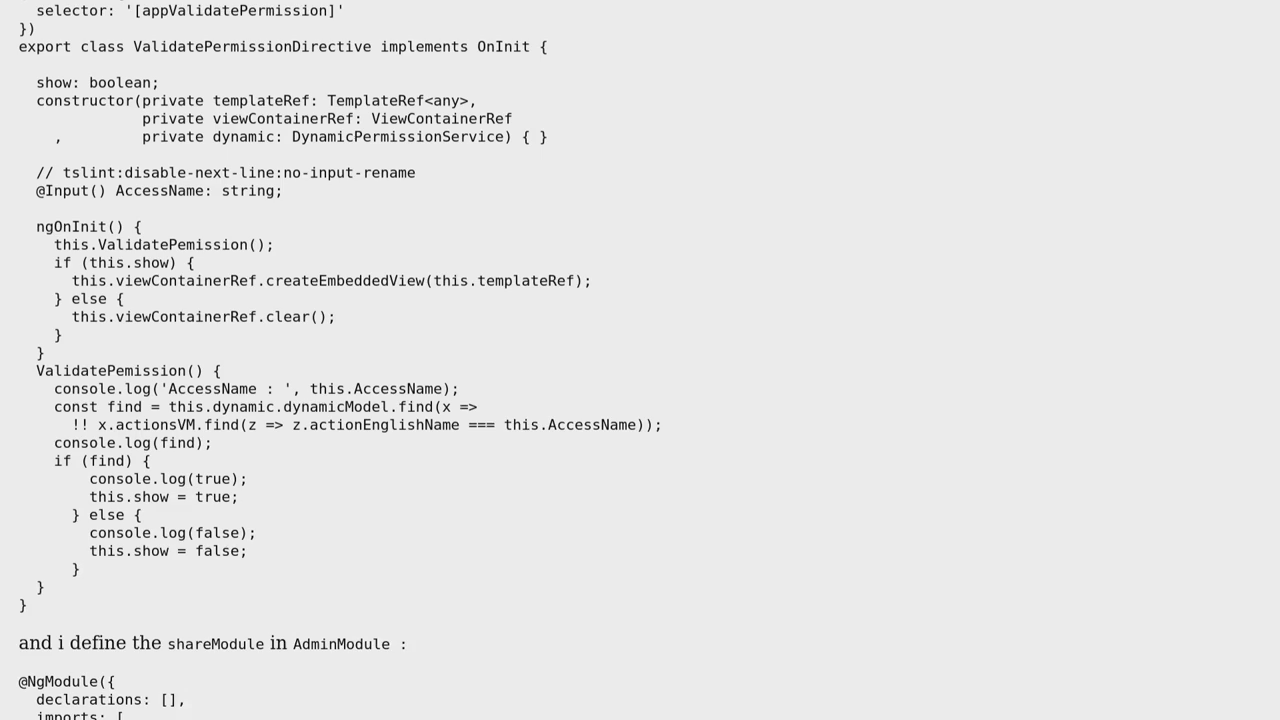 selector: '[appValidatePermission]'
})
export class ValidatePermissionDirective implements OnInit {
  show: boolean;
  constructor(private templateRef: TemplateRef<any>,
              private viewContainerRef: ViewContainerRef
    ,         private dynamic: DynamicPermissionService) { }
  // tslint:disable-next-line:no-input-rename
  @Input() AccessName: string;
  ngOnInit() {
    this.ValidatePemission();
    if (this.show) {
      this.viewContainerRef.createEmbeddedView(this.templateRef);
    } else {
      this.viewContainerRef.clear();
    }
  }
  ValidatePemission() {
    console.log('AccessName : ', this.AccessName);
    const find = this.dynamic.dynamicModel.find(x =>
      !! x.actionsVM.find(z => z.actionEnglishName === this.AccessName));
    console.log(find);
    if (find) {
        console.log(true);
        this.show = true;
      } else {
        console.log(false);
        this.show = false;
      }
  }
}
and i define the shareModule in AdminModule :
@NgModule({
  declarations: [],
  imports: [